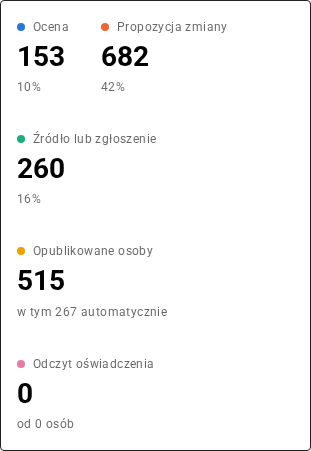 Ocena
Propozycja zmiany
153
682
10%
42%
Źródło lub zgłoszenie
260
16%
Opublikowane osoby
515
w tym 267 automatycznie
Odczyt oświadczenia
0
od 0 osób